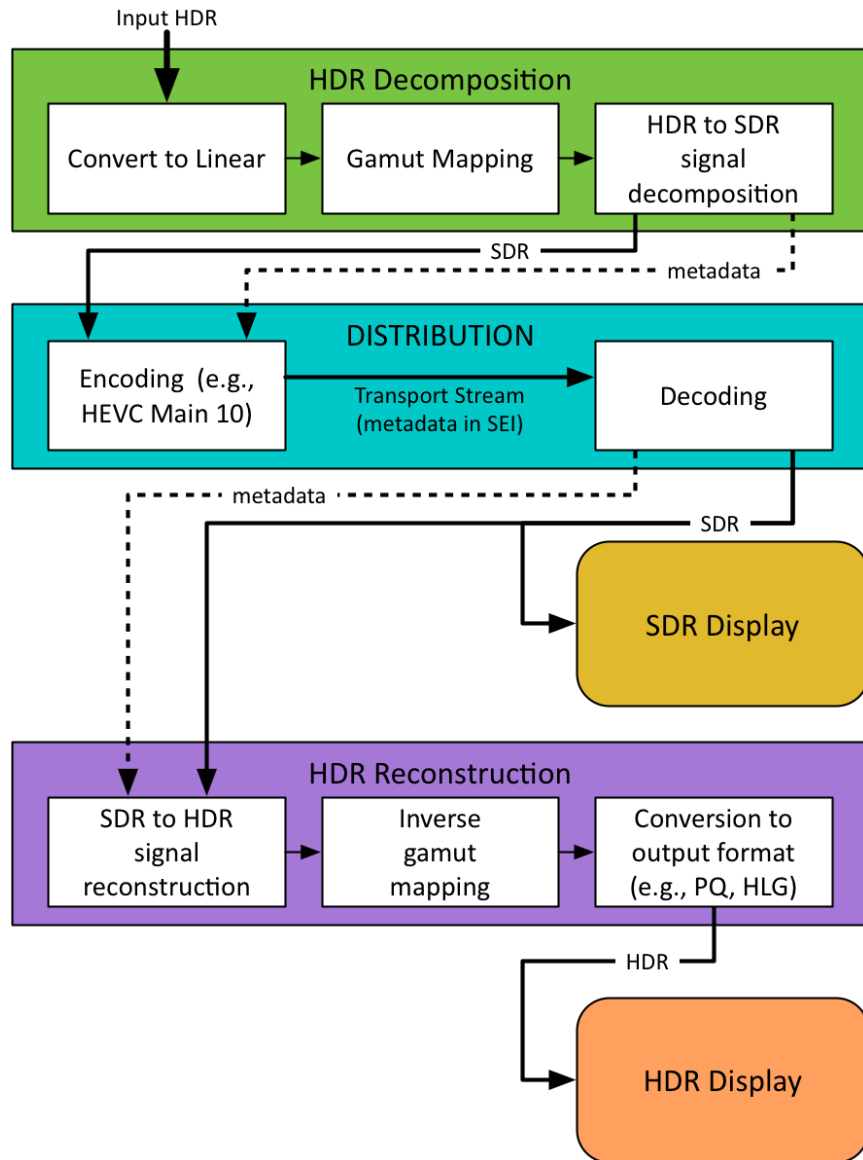 Input HDR
HDR Decomposition
Convert to Linear
Gamut Mapping
HDR to SDR
signal
decomposition
SDR
metadata
DISTRIBUTION
Encoding (e.g.,
HEVC Main 10)
Transport Stream
(metadata in SEI)
Decoding
metadata
SDR
SDR Display
HDR Reconstruction
SDR to HDR
signal
reconstruction
Inverse
gamut
mapping
Conversion to
output format
(e.g., PQ, HLG)
HDR
HDR Display